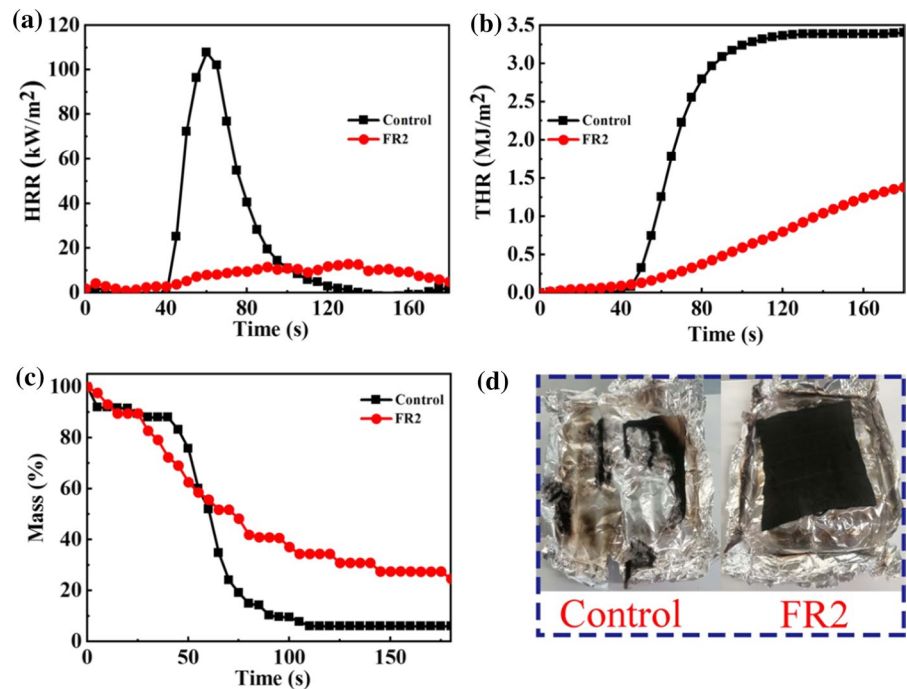 (a)
120
100
80
60
40
20
0
HRR (kW/m²)
Control
FR2
0 40 80 120 160
Time (s)
(b)
3.5
3.0
2.5
2.0
1.5
1.0
0.5
0.0
THR (MJ/m²)
Control
FR2
0 40 80 120 160
Time (s)
(c)
100
80
60
40
20
0
Mass (%)
Control
FR2
0 50 100 150
Time (s)
(d)
Control FR2